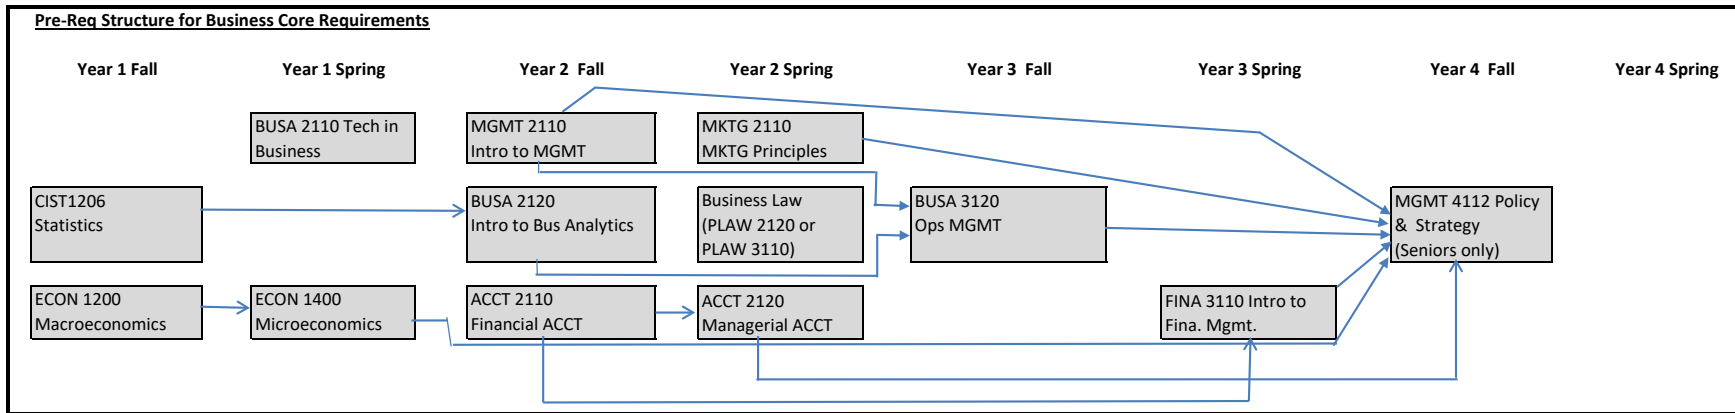 Pre-Req Structure for Business Core Requirements
Year 1 Fall
Year 1 Spring
Year 2 Fall
Year 2 Spring
Year 3 Fall
Year 3 Spring
Year 4 Fall
Year 4 Spring
BUSA 2110 Tech in
Business
MGMT 2110
Intro to MGMT
MKTG 2110
MKTG Principles
CIST1206
Statistics
BUSA 2120
Intro to Bus Analytics
Business Law
(PLAW 2120 or
PLAW 3110)
BUSA 3120
Ops MGMT
MGMT 4112 Policy
& Strategy
(Seniors only)
ECON 1200
Macroeconomics
ECON 1400
Microeconomics
ACCT 2110
Financial ACCT
ACCT 2120
Managerial ACCT
FINA 3110 Intro to
Fina. Mgmt.